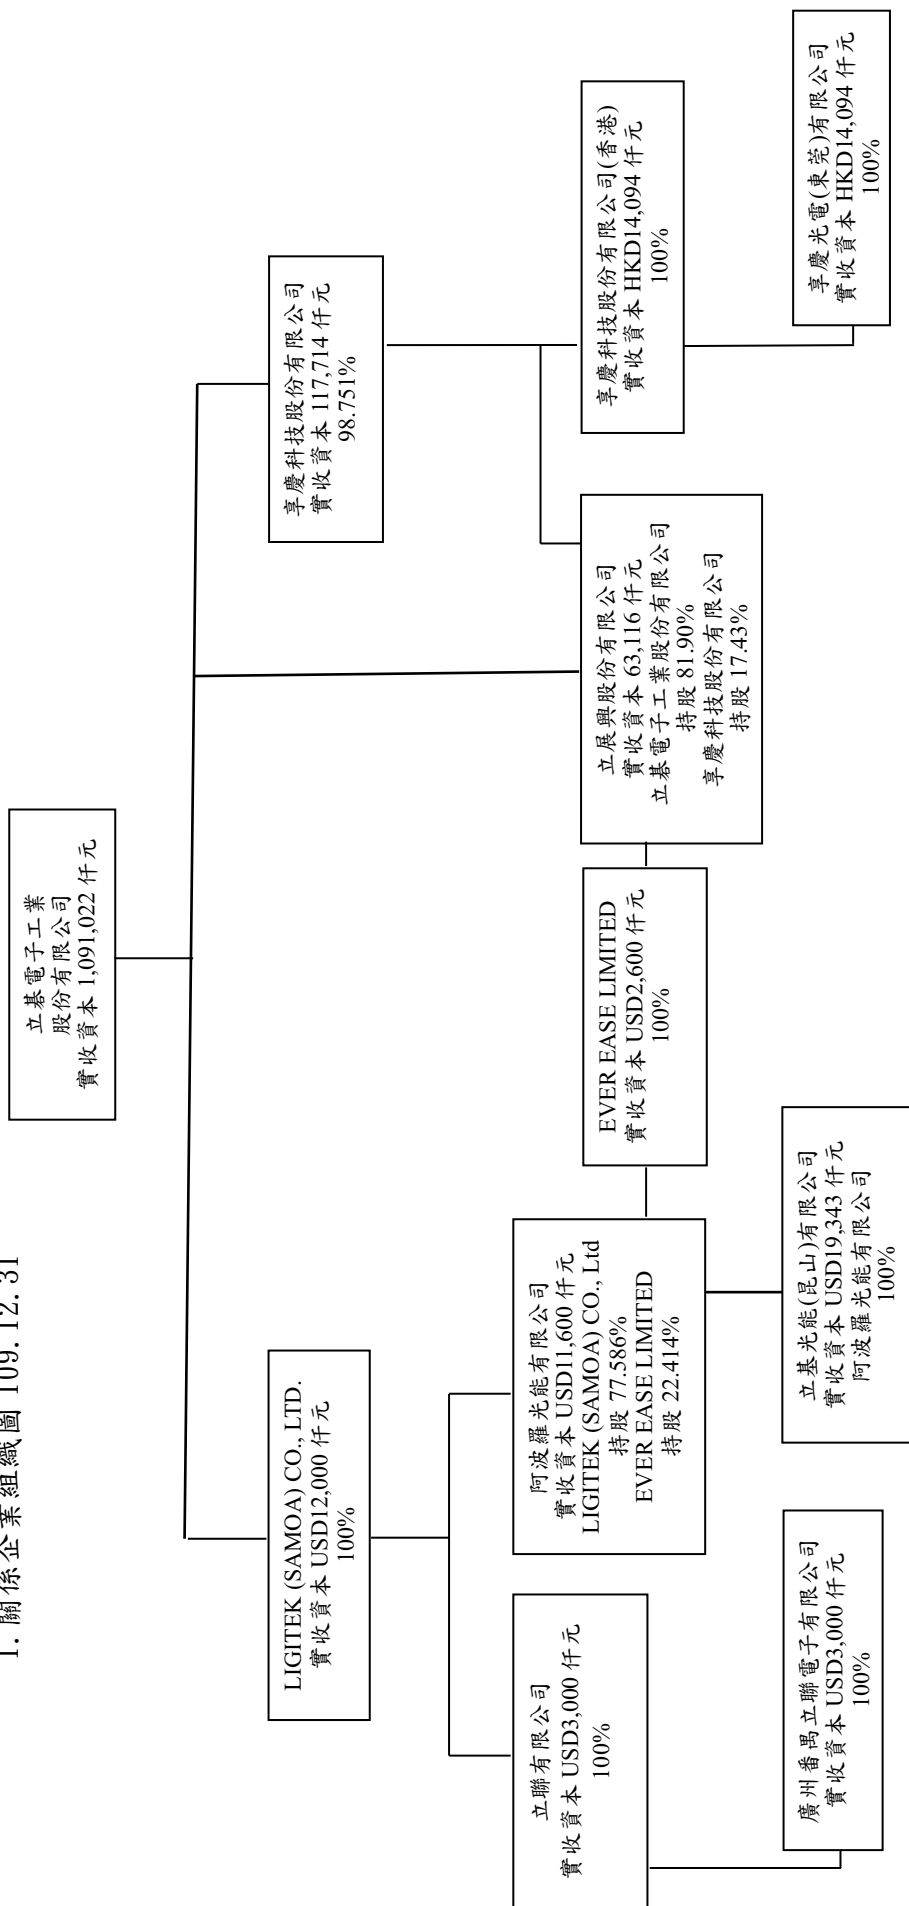 1. 關係企業組織圖 109.12.31
立碁電子工業
股份有限公司
實收資本 1,091,022 仟元
LIGITEK (SAMOA) CO., LTD.
實收資本 USD12,000 仟元
100%
享慶科技股份有限公司
實收資本 117,714 仟元
98.751%
立聯有限公司
實收資本 USD3,000 仟元
100%
阿波羅光能有限公司
實收資本 USD11,600 仟元
LIGITEK (SAMOA) CO., Ltd
持股 77.586%
EVER EASE LIMITED
持股 22.414%
EVER EASE LIMITED
實收資本 USD2,600 仟元
100%
立展興股份有限公司
實收資本 63,116 仟元
立碁電子工業股份有限公司
持股 81.90%
享慶科技股份有限公司
持股 17.43%
享慶科技股份有限公司(香港)
實收資本 HKD14,094 仟元
100%
廣州番禺立聯電子有限公司
實收資本 USD3,000 仟元
100%
立基光能(昆山)有限公司
實收資本 USD19,343 仟元
阿波羅光能有限公司
100%
享慶光電(東莞)有限公司
實收資本 HKD14,094 仟元
100%